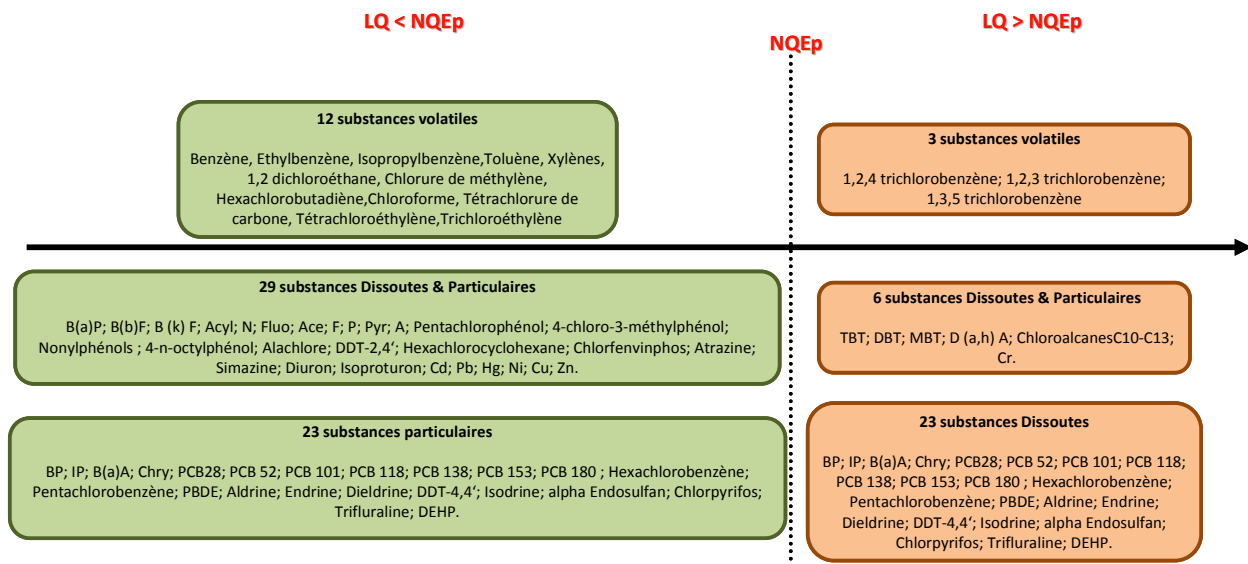 LQ < NQEp
LQ > NQEp
NQEp
12 substances volatiles
Benzène, Ethylbenzène, Isopropylbenzène,Toluène, Xylènes,
1,2 dichloroéthane, Chlorure de méthylène,
Hexachlorobutadiène,Chloroforme, Tétrachlorure de
carbone, Tétrachloroéthylène,Trichloroéthylène
3 substances volatiles
1,2,4 trichlorobenzène; 1,2,3 trichlorobenzène;
1,3,5 trichlorobenzène
29 substances Dissoutes & Particulaires
B(a)P; B(b)F; B (k) F; Acyl; N; Fluo; Ace; F; P; Pyr; A; Pentachlorophénol; 4-chloro-3-méthylphénol;
Nonylphénols ; 4-n-octylphénol; Alachlore; DDT-2,4‘; Hexachlorocyclohexane; Chlorfenvinphos; Atrazine;
Simazine; Diuron; Isoproturon; Cd; Pb; Hg; Ni; Cu; Zn.
6 substances Dissoutes & Particulaires
TBT; DBT; MBT; D (a,h) A; ChloroalcanesC10-C13;
Cr.
23 substances particulaires
BP; IP; B(a)A; Chry; PCB28; PCB 52; PCB 101; PCB 118; PCB 138; PCB 153; PCB 180 ; Hexachlorobenzène;
Pentachlorobenzène; PBDE; Aldrine; Endrine; Dieldrine; DDT-4,4‘; Isodrine; alpha Endosulfan; Chlorpyrifos;
Trifluraline; DEHP.
23 substances Dissoutes
BP; IP; B(a)A; Chry; PCB28; PCB 52; PCB 101; PCB 118;
PCB 138; PCB 153; PCB 180 ; Hexachlorobenzène;
Pentachlorobenzène; PBDE; Aldrine; Endrine;
Dieldrine; DDT-4,4‘; Isodrine; alpha Endosulfan;
Chlorpyrifos; Trifluraline; DEHP.